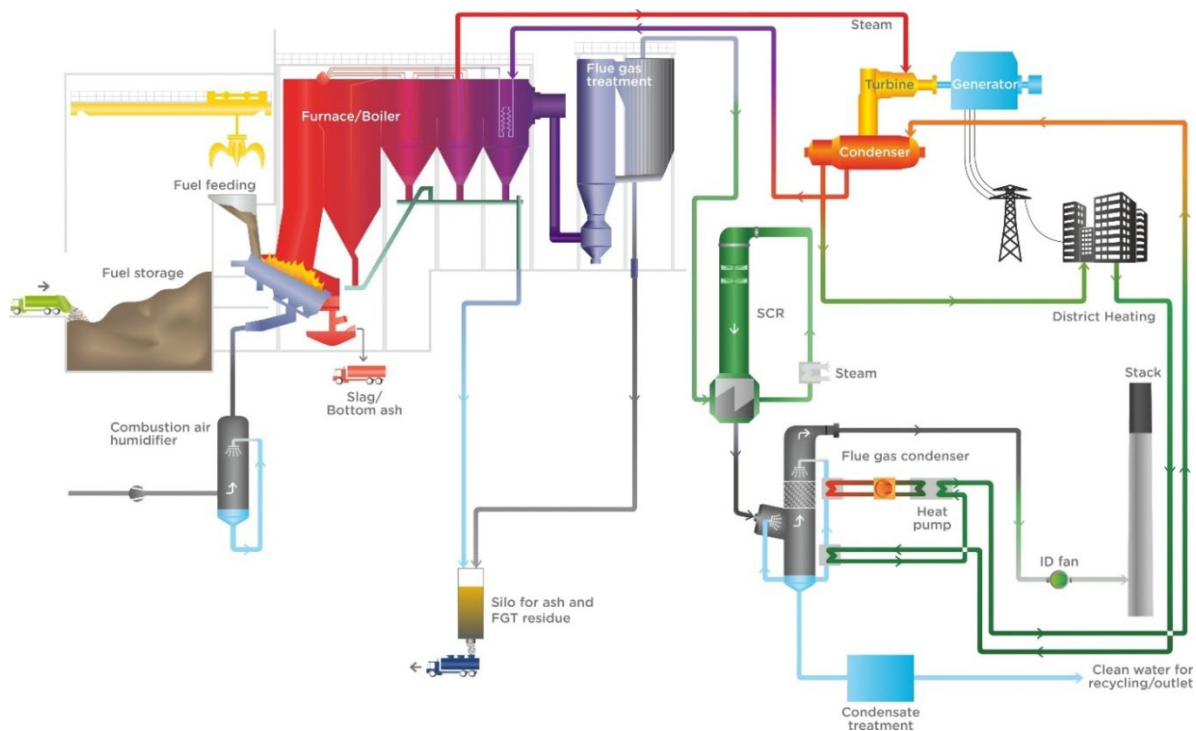 Steam
Flue gas
treatment
Turbine
Generator
Furnace/Boiler
Condenser
Fuel feeding
Fuel storage
SCR
District Heating
Steam
Stack
Slag/
Bottom ash
Combustion air
humidifier
Flue gas condenser
Heat
pump
ID fan
Silo for ash and
FGT residue
Clean water for
recycling/outlet
Condensate
treatment